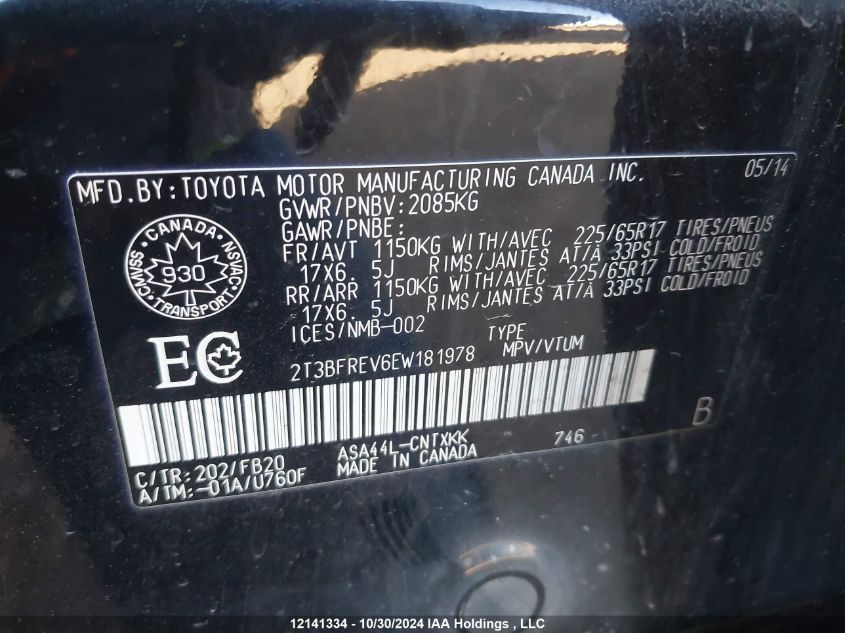 MFD.BY:TOYOTA MOTOR MANUFACTURING CANADA INC. 05/14
GVWR/PNBV:2085KG
GAWR/PNBE:
FR/AVT 1150KG WITH/AVEC 225/65R17 TIRES/PNEUS
17X6. 5J RIMS/JANTES AT/À 33PSI COLD/FROID
RR/ARR 1150KG WITH/AVEC 225/65R17 TIRES/PNEUS
17X6. 5J RIMS/JANTES AT/À 33PSI COLD/FROID
ICES/NMB-002
CANADA
CMVSS NSVAC
930
TRANSPORT
EC
2T3BFREV6EW181978
TYPE
MPV/VTUM
B
C/TR:202/FB20
A/TM:-01A/U760F
ASA44L-CNTXKK 746
MADE IN CANADA
12141334 - 10/30/2024 IAA Holdings , LLC